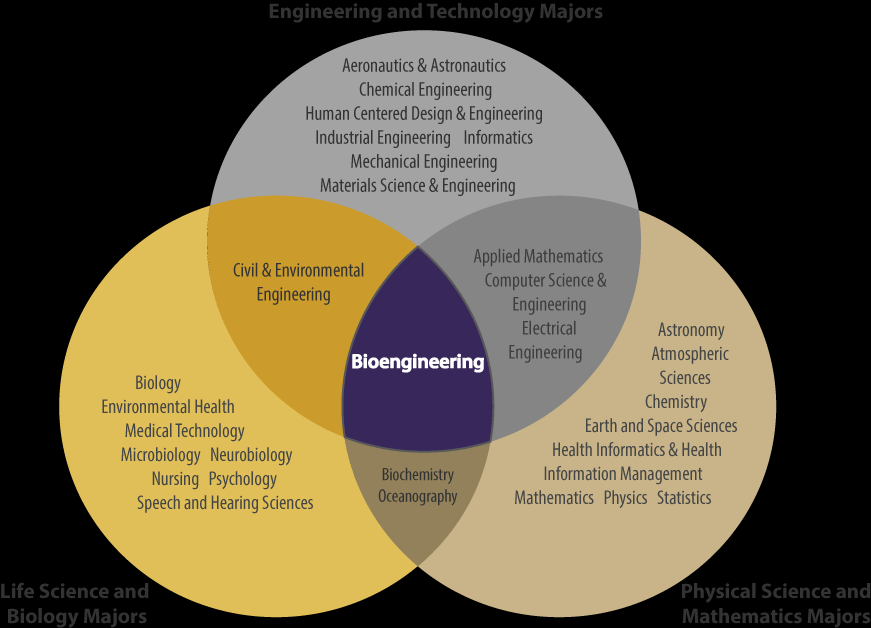 Engineering and Technology Majors
Aeronautics & Astronautics
Chemical Engineering
Human Centered Design & Engineering
Industrial Engineering Informatics
Mechanical Engineering
Materials Science & Engineering
Civil & Environmental
Engineering
Applied Mathematics
Computer Science &
Engineering
Electrical
Engineering
Bioengineering
Biology
Environmental Health
Medical Technology
Microbiology Neurobiology
Nursing Psychology
Speech and Hearing Sciences
Biochemistry
Oceanography
Astronomy
Atmospheric
Sciences
Chemistry
Earth and Space Sciences
Health Informatics & Health
Information Management
Mathematics Physics Statistics
Life Science and
Biology Majors
Physical Science and
Mathematics Majors